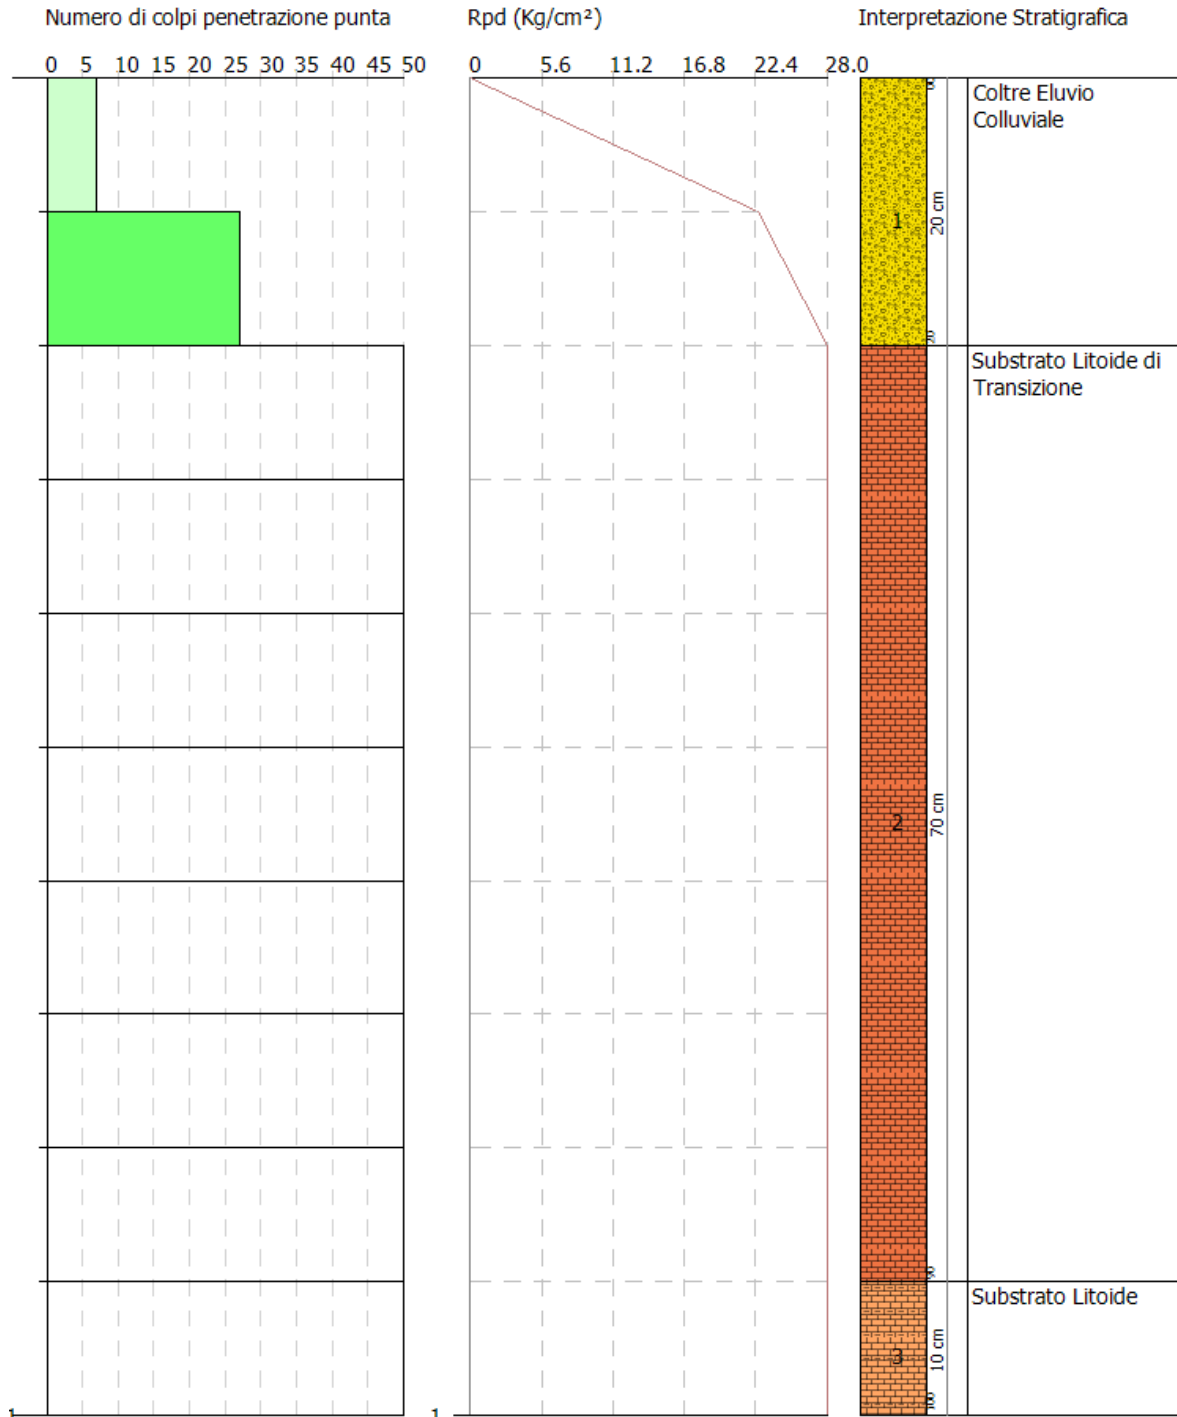 Numero di colpi penetrazione punta
Rpd (Kg/cm²)
Interpretazione Stratigrafica
0 5 10 15 20 25 30 35 40 45 50
0 5.6 11.2 16.8 22.4 28.0
Coltre Eluvio
Colluviale
1
20 cm
Substrato Litoide di
Transizione
2
70 cm
Substrato Litoide
3
10 cm
1
1